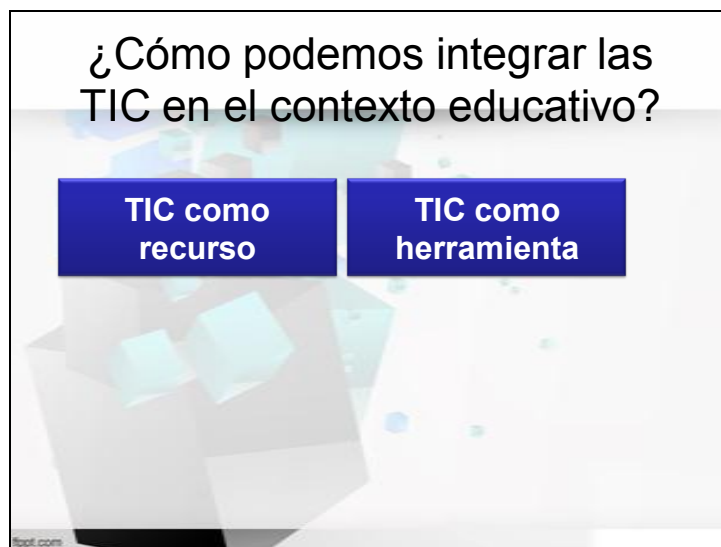 ¿Cómo podemos integrar las
TIC en el contexto educativo?
TIC como
recurso
TIC como
herramienta
fppt.com